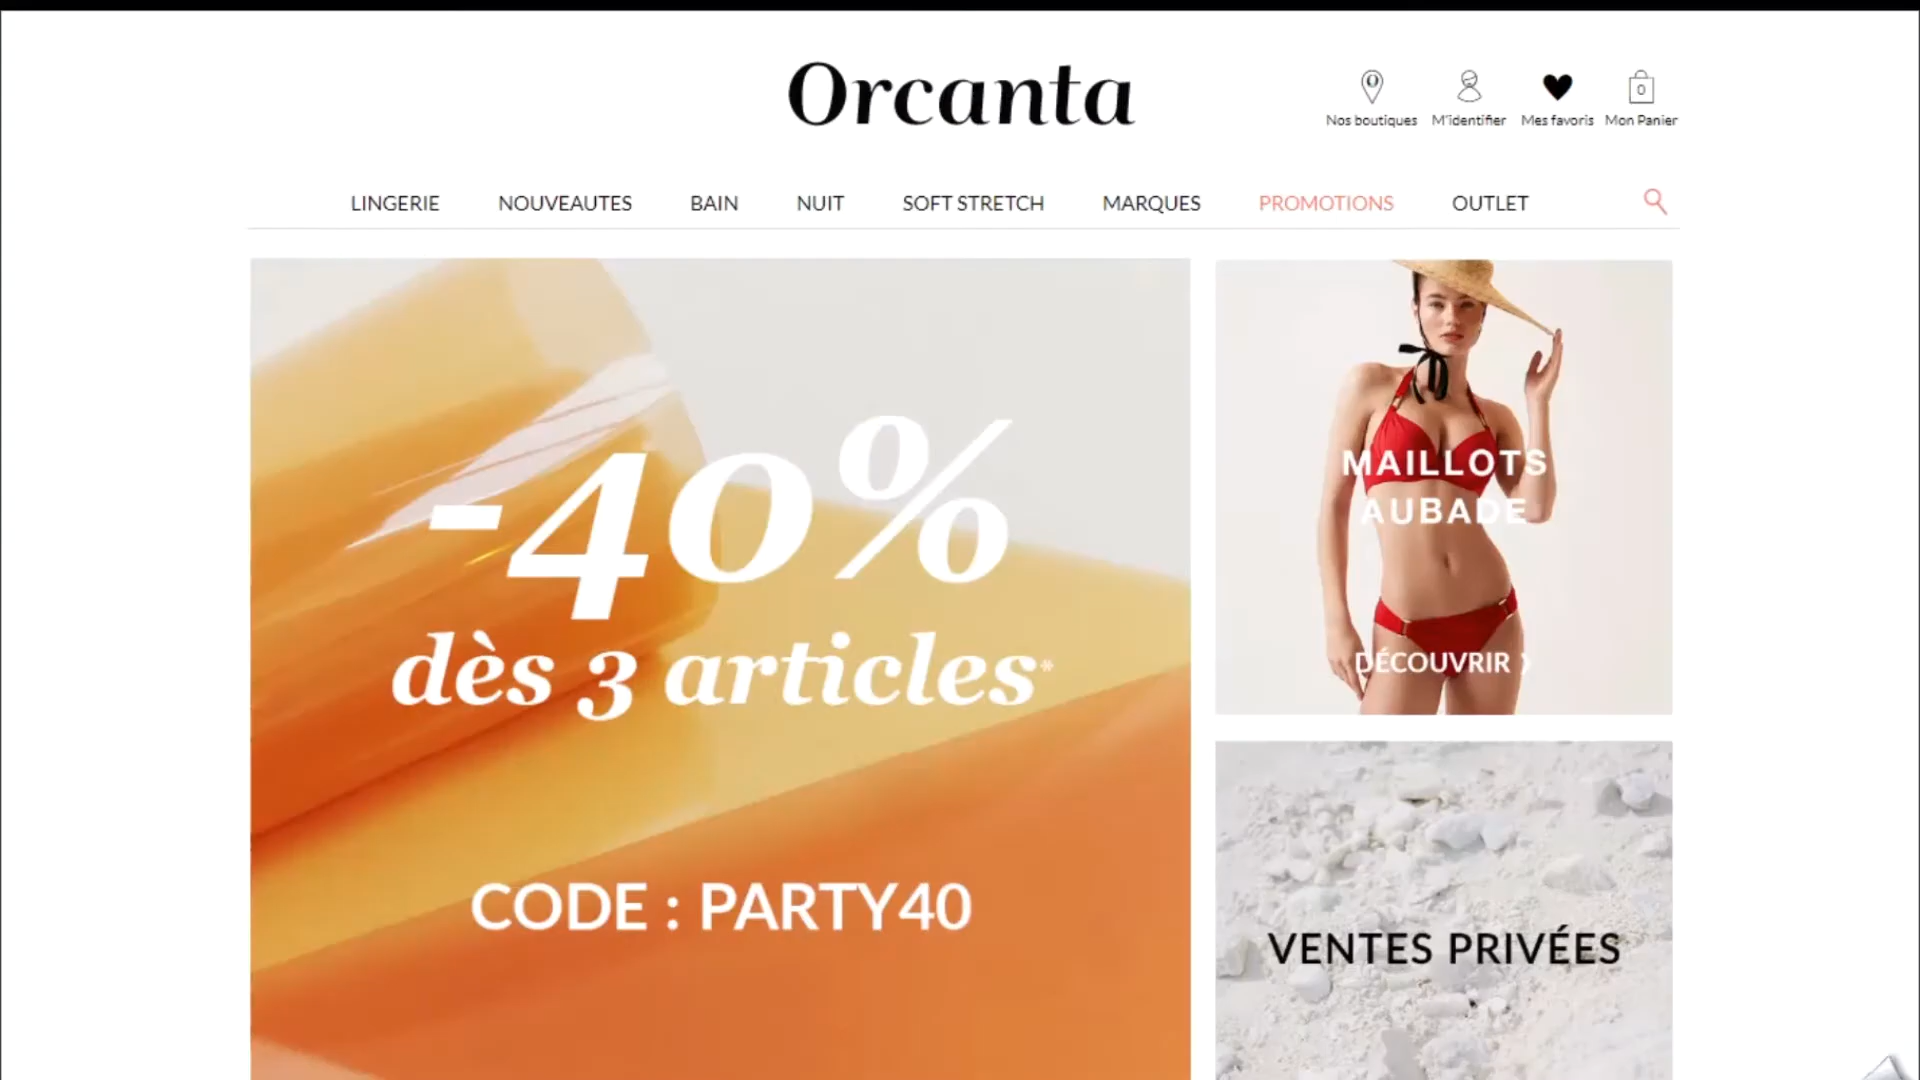 Orcanta
Nos boutiques
M'identifier
Mes favoris
0
Mon Panier
LINGERIE
NOUVEAUTES
BAIN
NUIT
SOFT STRETCH
MARQUES
PROMOTIONS
OUTLET
-40%
dès 3 articles*
CODE : PARTY40
MAILLOTS
AUBADE
DÉCOUVRIR >
VENTES PRIVÉES